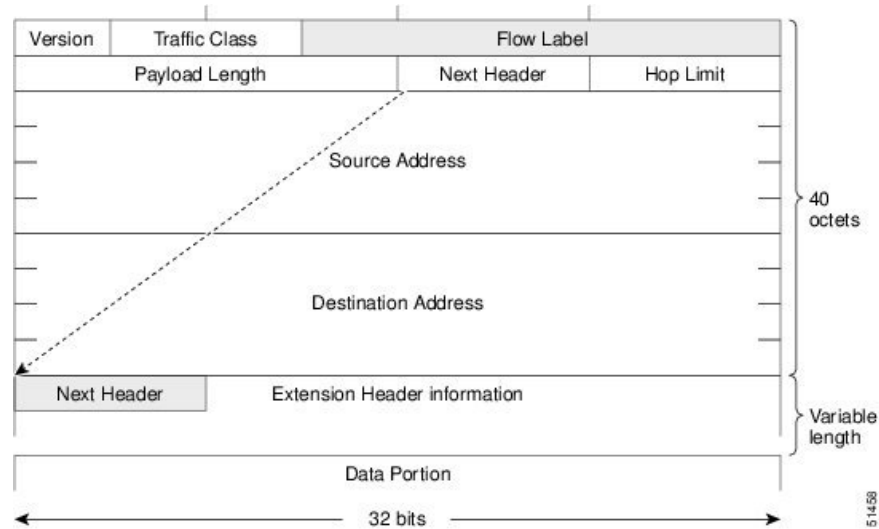 Version Traffic Class Flow Label
Payload Length Next Header Hop Limit
Source Address
40
octets
Destination Address
Next Header Extension Header information
Variable
length
Data Portion
32 bits
51458